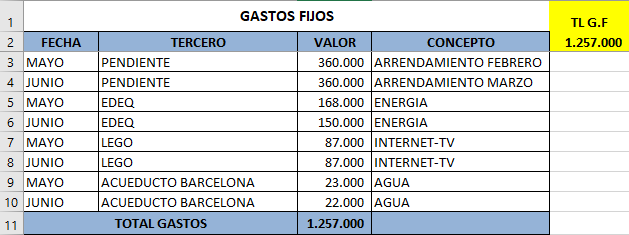 1 GASTOS FIJOS TL G.F
2 FECHA TERCERO VALOR CONCEPTO 1.257.000
3 MAYO PENDIENTE 360.000 ARRENDAMIENTO FEBRERO
4 JUNIO PENDIENTE 360.000 ARRENDAMIENTO MARZO
5 MAYO EDEQ 168.000 ENERGIA
6 JUNIO EDEQ 150.000 ENERGIA
7 MAYO LEGO 87.000 INTERNET-TV
8 JUNIO LEGO 87.000 INTERNET-TV
9 MAYO ACUEDUCTO BARCELONA 23.000 AGUA
10 JUNIO ACUEDUCTO BARCELONA 22.000 AGUA
11 TOTAL GASTOS 1.257.000